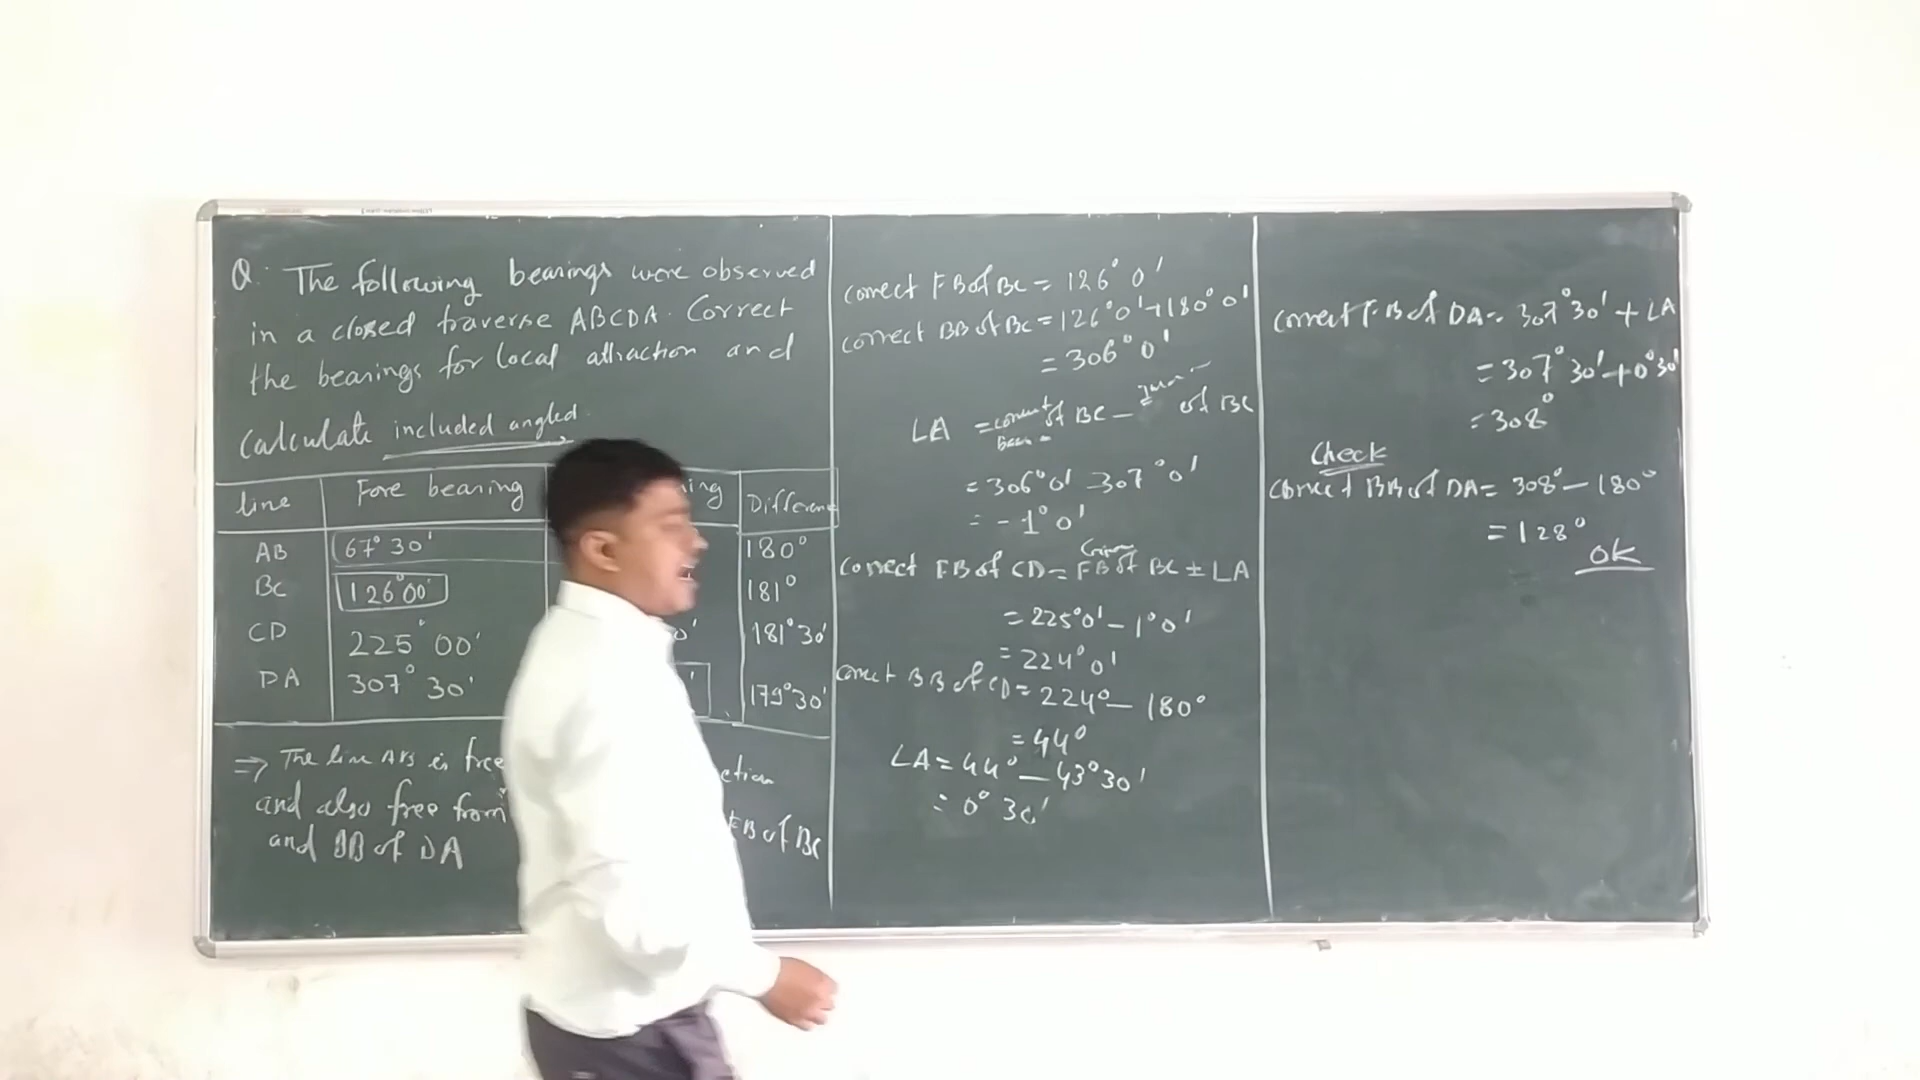 Q. The following bearings were observed
in a closed traverse ABCDA. Correct
the bearings for local attraction and
Calculate included angled.
line Fore bearing ing Difference
AB 67° 30' 180°
BC 126°00' 181°
CD 225° 00' 0' 181°30'
DA 307° 30' ' 179°30'
⇒ The line AB is free ction
and also free from FB of BC
and BB of DA
correct FB of BC = 126° 0'
correct BB of BC = 126°0' + 180° 0'
= 306° 0'
LA = correct of BC - of BC
= 306°0' - 307°0'
= - 1° 0'
correct FB of CD = FB of BC ± LA
= 225°0' - 1°0'
= 224° 0'
correct BB of CD = 224° - 180°
= 44°
LA = 44° - 43°30'
= 0° 30'
correct F.B of DA = 307°30' + LA
= 307° 30' + 0°30'
= 308°
Check
correct BB of DA = 308° - 180°
= 128°
OK